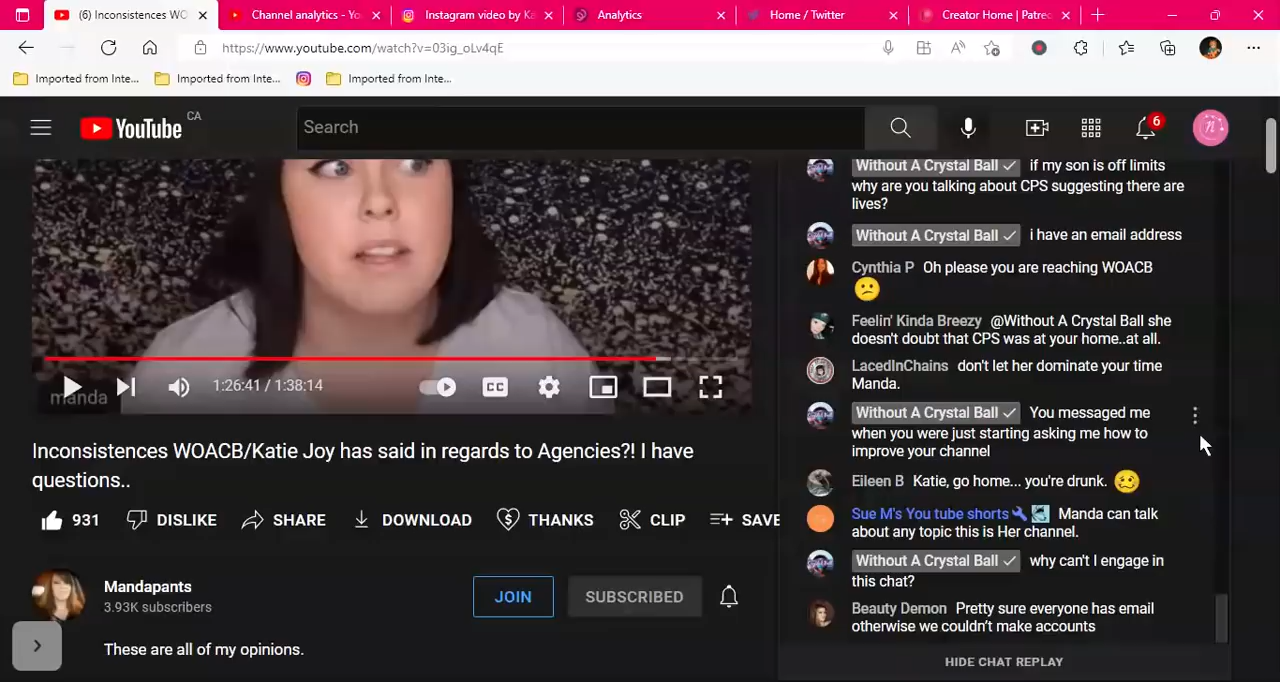 (6) Inconsistences WO
Channel analytics - Yo
Instagram video by Ka
Analytics
Home / Twitter
Creator Home | Patre
https://www.youtube.com/watch?v=03ig_oLv4qE
Imported from Inte...
Imported from Inte...
Imported from Inte...
YouTube CA
Search
6
manda
1:26:41 / 1:38:14
CC
Inconsistences WOACB/Katie Joy has said in regards to Agencies?! I have
questions..
931 DISLIKE SHARE DOWNLOAD THANKS CLIP SAVE
Mandapants
3.93K subscribers
JOIN
SUBSCRIBED
These are all of my opinions.
Without A Crystal Ball if my son is off limits
why are you talking about CPS suggesting there are
lives?
Without A Crystal Ball i have an email address
Cynthia P Oh please you are reaching WOACB
Feelin' Kinda Breezy @Without A Crystal Ball she
doesn't doubt that CPS was at your home..at all.
LacedInChains don't let her dominate your time
Manda.
Without A Crystal Ball You messaged me
when you were just starting asking me how to
improve your channel
Eileen B Katie, go home... you're drunk.
Sue M's You tube shorts Manda can talk
about any topic this is Her channel.
Without A Crystal Ball why can't I engage in
this chat?
Beauty Demon Pretty sure everyone has email
otherwise we couldn't make accounts
HIDE CHAT REPLAY